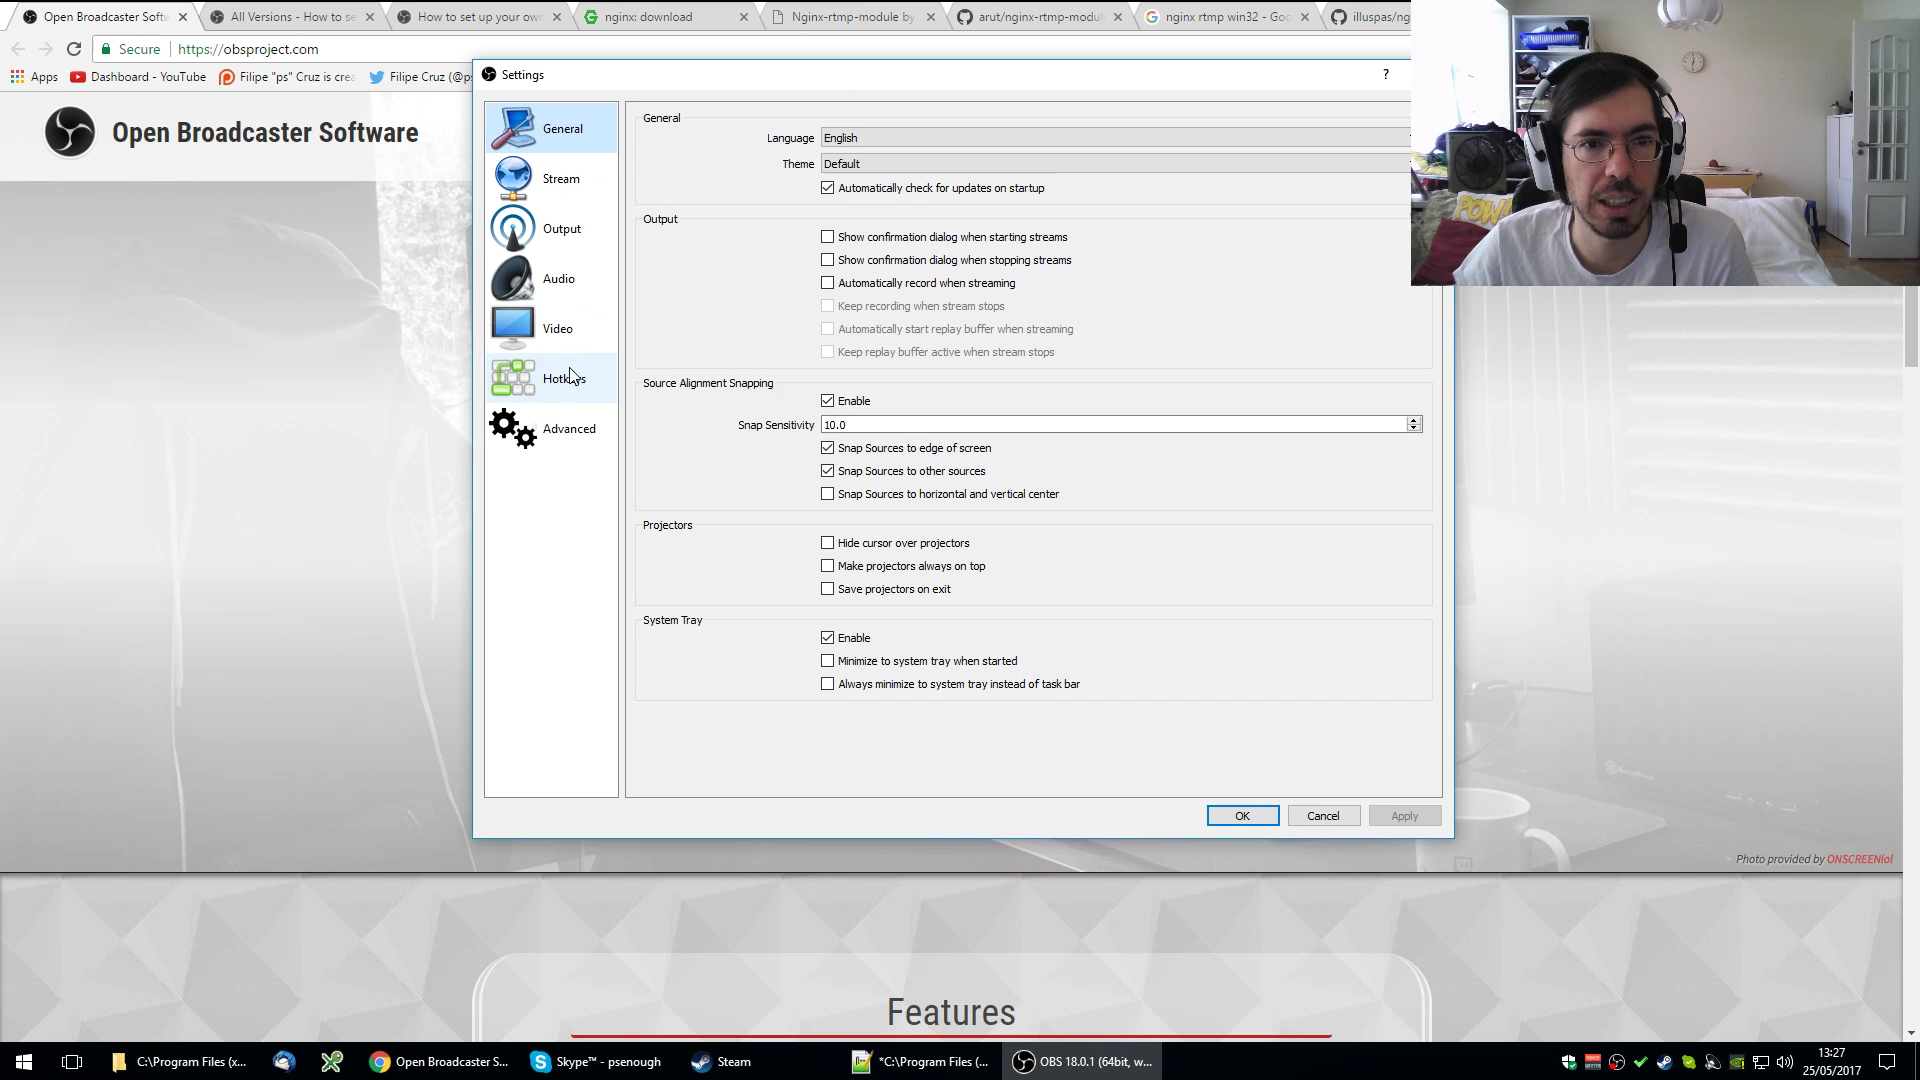 Open Broadcaster Softw
All Versions - How to se
How to set up your own
nginx: download
Nginx-rtmp-module by
arut/nginx-rtmp-modul
nginx rtmp win32 - Goo
illuspas/ng
Secure
https://obsproject.com
Apps
Dashboard - YouTube
Filipe "ps" Cruz is crea
Filipe Cruz (@ps
Open Broadcaster Software
Settings
?
General
Stream
Output
Audio
Video
Advanced
General
Language
English
Theme
Default
Automatically check for updates on startup
Output
Show confirmation dialog when starting streams
Show confirmation dialog when stopping streams
Automatically record when streaming
Keep recording when stream stops
Automatically start replay buffer when streaming
Keep replay buffer active when stream stops
Source Alignment Snapping
Enable
Snap Sensitivity
10.0
Snap Sources to edge of screen
Snap Sources to other sources
Snap Sources to horizontal and vertical center
Projectors
Hide cursor over projectors
Make projectors always on top
Save projectors on exit
System Tray
Enable
Minimize to system tray when started
Always minimize to system tray instead of task bar
OK
Cancel
Apply
Photo provided by ONSCREENlol
Features
C:\Program Files (x...
Open Broadcaster S...
Skype™ - psenough
Steam
*C:\Program Files (...
OBS 18.0.1 (64bit, w...
13:27
25/05/2017